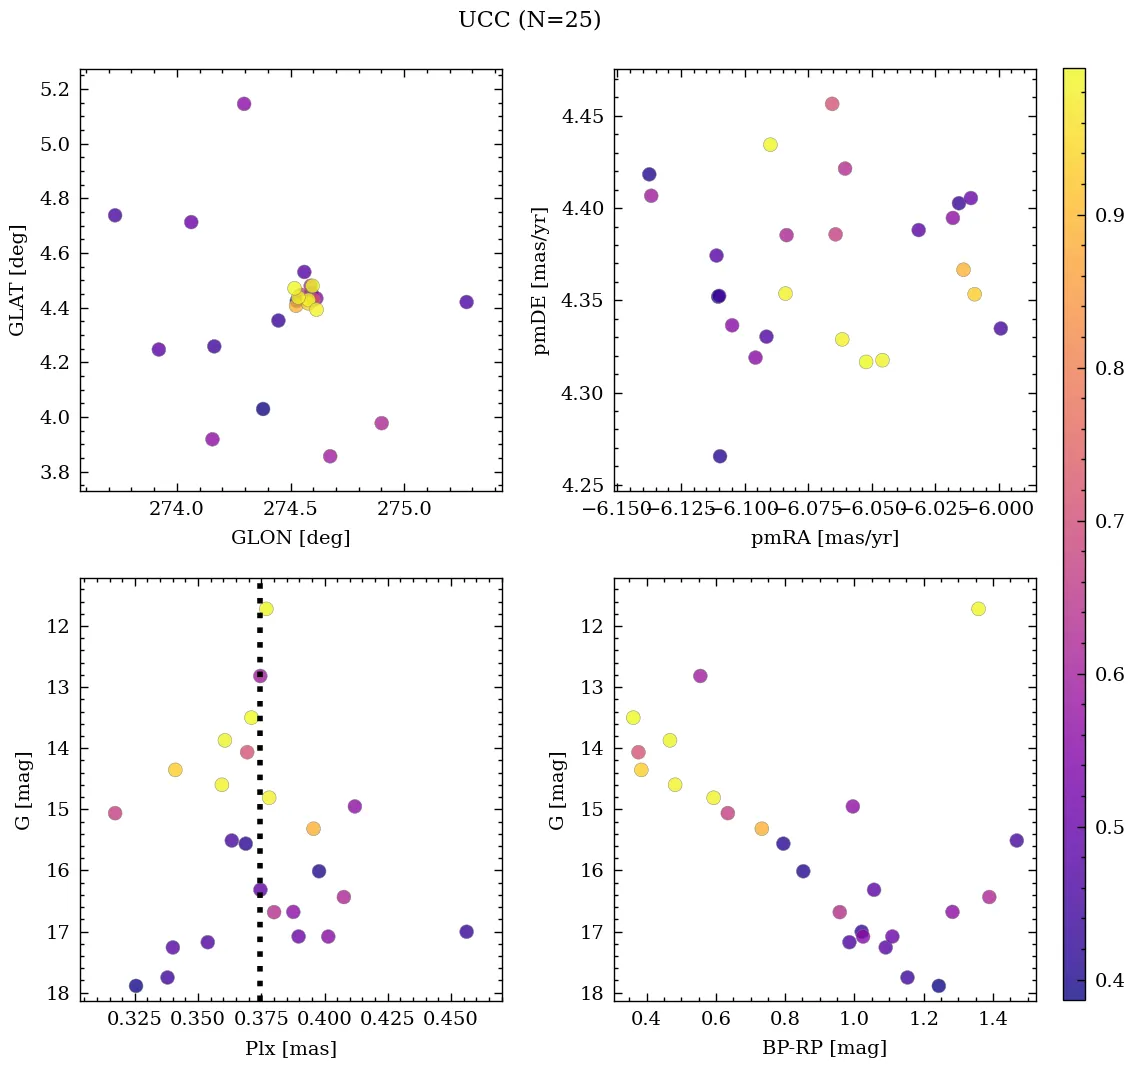 UCC (N=25)
5.2
5.0
4.8
4.6
4.4
4.2
4.0
3.8
GLAT [deg]
274.0 274.5 275.0
GLON [deg]
4.45
4.40
4.35
4.30
4.25
pmDE [mas/yr]
−6.150 −6.125 −6.100 −6.075 −6.050 −6.025 −6.000
pmRA [mas/yr]
12
13
14
15
16
17
18
G [mag]
0.325 0.350 0.375 0.400 0.425 0.450
Plx [mas]
12
13
14
15
16
17
18
G [mag]
0.4 0.6 0.8 1.0 1.2 1.4
BP-RP [mag]
0.9
0.8
0.7
0.6
0.5
0.4